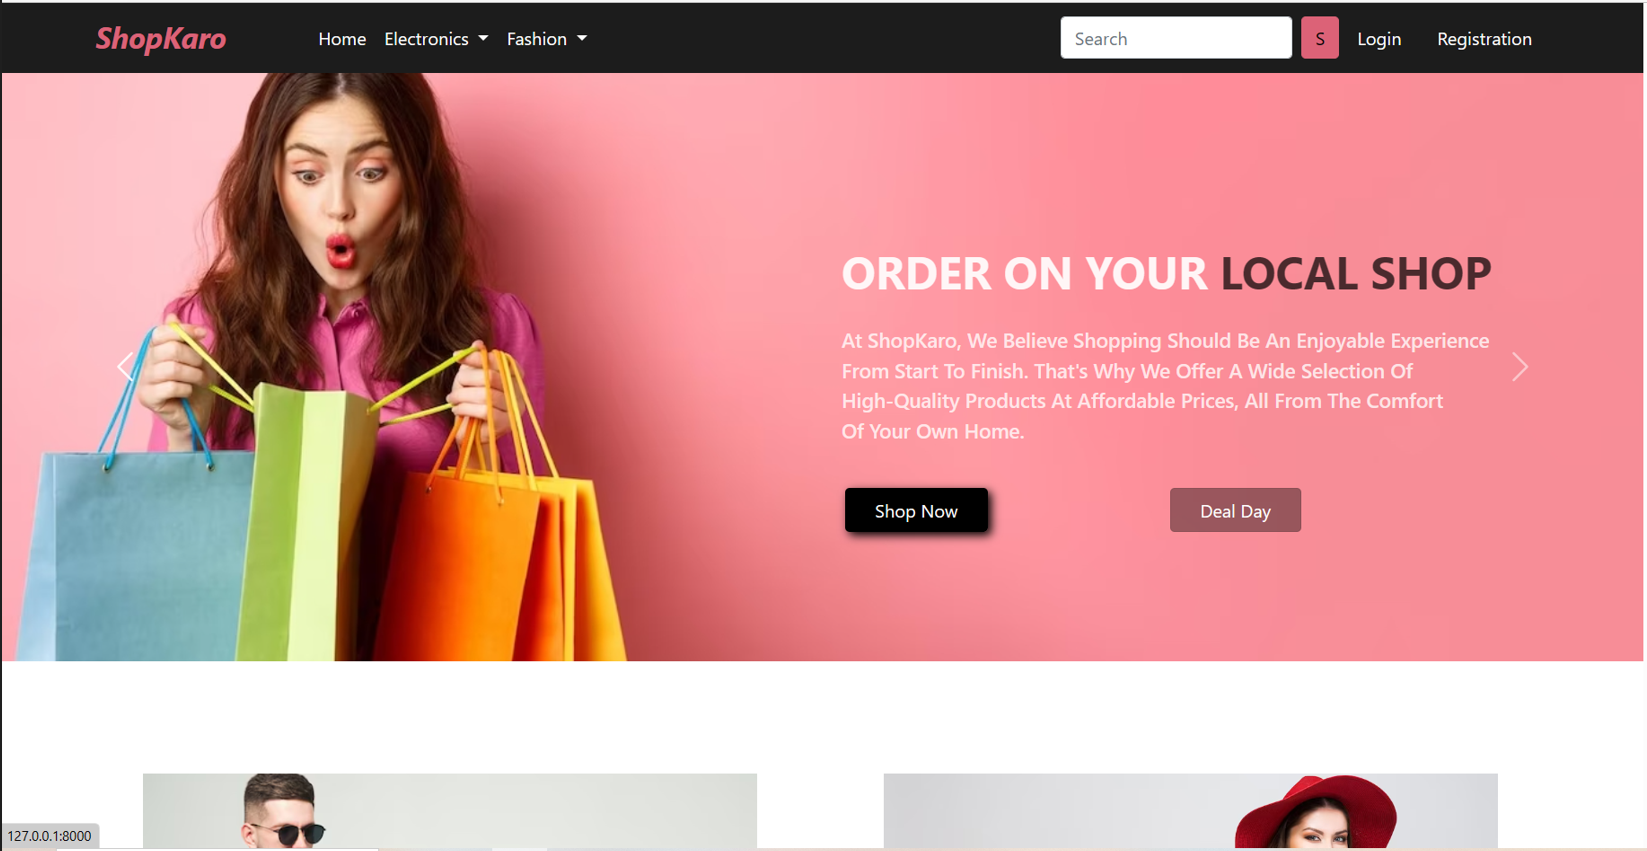 ShopKaro
Home
Electronics
Fashion
Search
S
Login
Registration
ORDER ON YOUR LOCAL SHOP
At ShopKaro, We Believe Shopping Should Be An Enjoyable Experience
From Start To Finish. That's Why We Offer A Wide Selection Of
High-Quality Products At Affordable Prices, All From The Comfort
Of Your Own Home.
Shop Now
Deal Day
127.0.0.1:8000